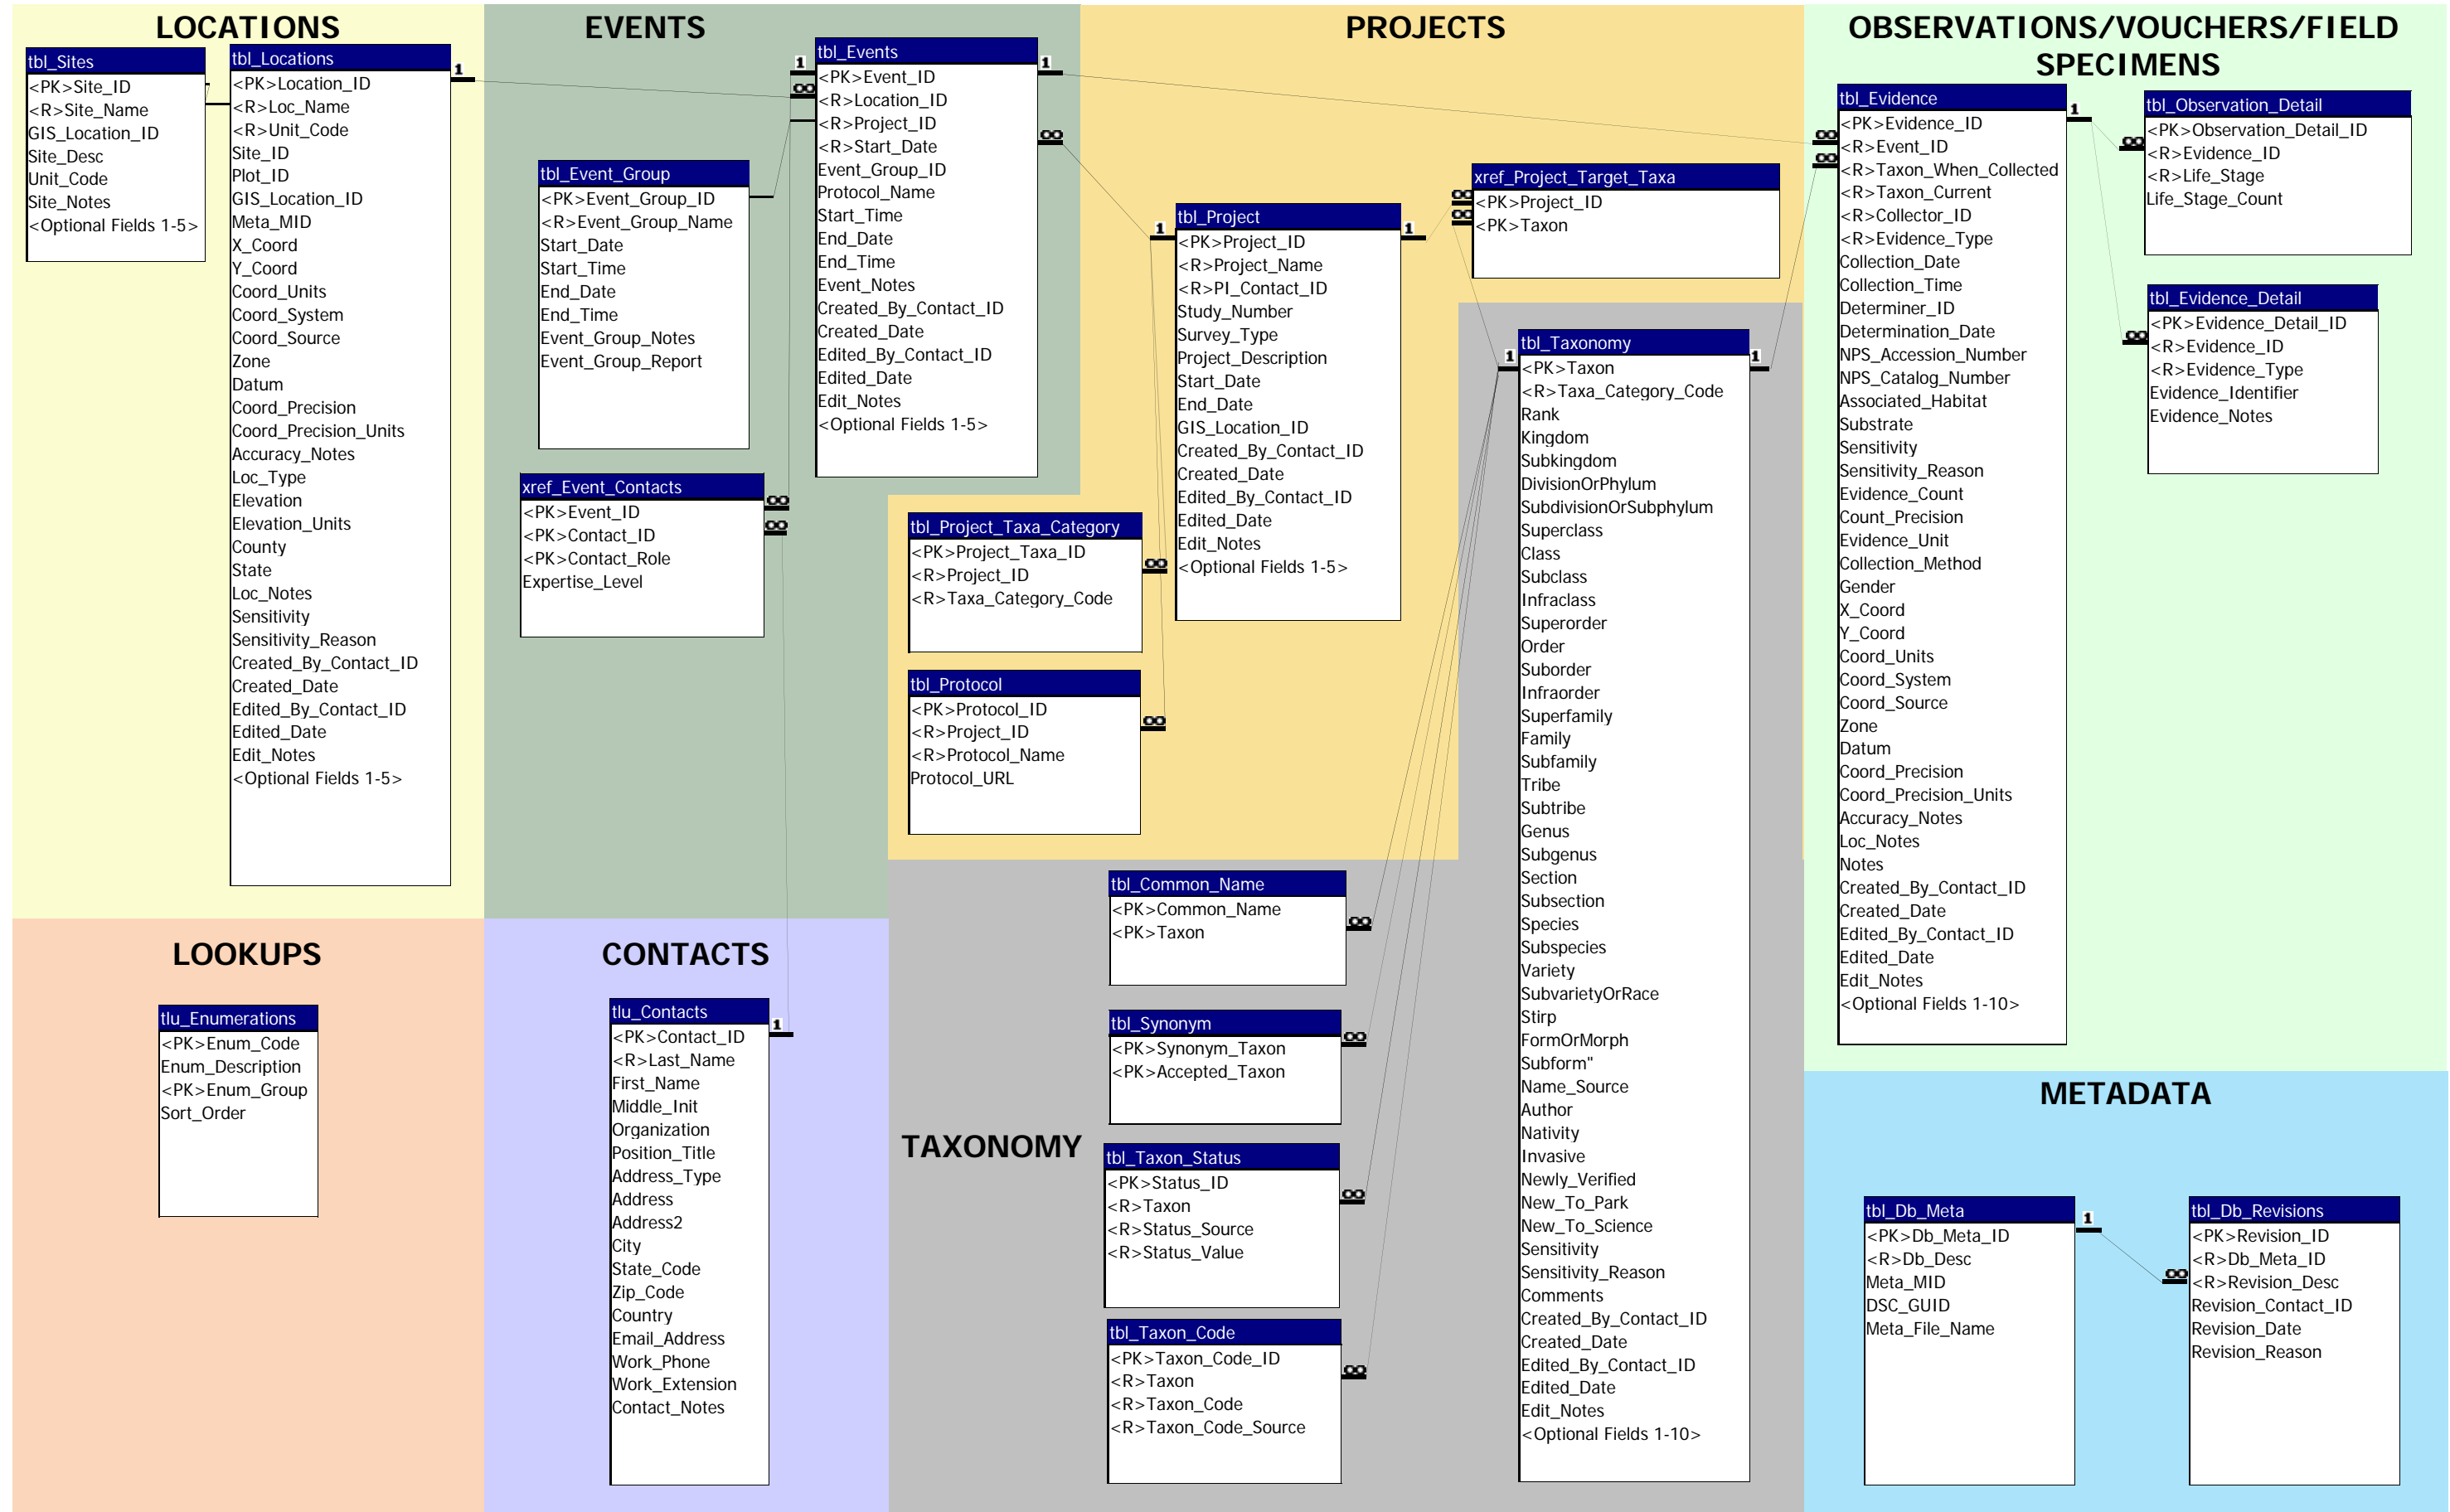 LOCATIONS
tbl_Sites
<PK>Site_ID
<R>Site_Name
GIS_Location_ID
Site_Desc
Unit_Code
Site_Notes
<Optional Fields 1-5>
tbl_Locations
<PK>Location_ID
<R>Loc_Name
<R>Unit_Code
Site_ID
Plot_ID
GIS_Location_ID
Meta_MID
X_Coord
Y_Coord
Coord_Units
Coord_System
Coord_Source
Zone
Datum
Coord_Precision
Coord_Precision_Units
Accuracy_Notes
Loc_Type
Elevation
Elevation_Units
County
State
Loc_Notes
Sensitivity
Sensitivity_Reason
Created_By_Contact_ID
Created_Date
Edited_By_Contact_ID
Edited_Date
Edit_Notes
<Optional Fields 1-5>
1
EVENTS
tbl_Event_Group
<PK>Event_Group_ID
<R>Event_Group_Name
Start_Date
Start_Time
End_Date
End_Time
Event_Group_Notes
Event_Group_Report
1
∞
tbl_Events
<PK>Event_ID
<R>Location_ID
<R>Project_ID
<R>Start_Date
Event_Group_ID
Protocol_Name
Start_Time
End_Date
End_Time
Event_Notes
Created_By_Contact_ID
Created_Date
Edited_By_Contact_ID
Edited_Date
Edit_Notes
<Optional Fields 1-5>
1
∞
xref_Event_Contacts
<PK>Event_ID
<PK>Contact_ID
<PK>Contact_Role
Expertise_Level
∞
∞
PROJECTS
1
tbl_Project
<PK>Project_ID
<R>Project_Name
<R>PI_Contact_ID
Study_Number
Survey_Type
Project_Description
Start_Date
End_Date
GIS_Location_ID
Created_By_Contact_ID
Created_Date
Edited_By_Contact_ID
Edited_Date
Edit_Notes
<Optional Fields 1-5>
1
∞
∞
xref_Project_Target_Taxa
<PK>Project_ID
<PK>Taxon
tbl_Project_Taxa_Category
<PK>Project_Taxa_ID
<R>Project_ID
<R>Taxa_Category_Code
∞
tbl_Protocol
<PK>Protocol_ID
<R>Project_ID
<R>Protocol_Name
Protocol_URL
∞
OBSERVATIONS/VOUCHERS/FIELD
SPECIMENS
∞
∞
tbl_Evidence
<PK>Evidence_ID
<R>Event_ID
<R>Taxon_When_Collected
<R>Taxon_Current
<R>Collector_ID
<R>Evidence_Type
Collection_Date
Collection_Time
Determiner_ID
Determination_Date
NPS_Accession_Number
NPS_Catalog_Number
Associated_Habitat
Substrate
Sensitivity
Sensitivity_Reason
Evidence_Count
Count_Precision
Evidence_Unit
Collection_Method
Gender
X_Coord
Y_Coord
Coord_Units
Coord_System
Coord_Source
Zone
Datum
Coord_Precision
Coord_Precision_Units
Accuracy_Notes
Loc_Notes
Notes
Created_By_Contact_ID
Created_Date
Edited_By_Contact_ID
Edited_Date
Edit_Notes
<Optional Fields 1-10>
1
∞
tbl_Observation_Detail
<PK>Observation_Detail_ID
<R>Evidence_ID
<R>Life_Stage
Life_Stage_Count
∞
tbl_Evidence_Detail
<PK>Evidence_Detail_ID
<R>Evidence_ID
<R>Evidence_Type
Evidence_Identifier
Evidence_Notes
LOOKUPS
tlu_Enumerations
<PK>Enum_Code
Enum_Description
<PK>Enum_Group
Sort_Order
CONTACTS
tlu_Contacts
<PK>Contact_ID
<R>Last_Name
First_Name
Middle_Init
Organization
Position_Title
Address_Type
Address
Address2
City
State_Code
Zip_Code
Country
Email_Address
Work_Phone
Work_Extension
Contact_Notes
1
TAXONOMY
tbl_Common_Name
<PK>Common_Name
<PK>Taxon
∞
tbl_Synonym
<PK>Synonym_Taxon
<PK>Accepted_Taxon
∞
tbl_Taxon_Status
<PK>Status_ID
<R>Taxon
<R>Status_Source
<R>Status_Value
∞
tbl_Taxon_Code
<PK>Taxon_Code_ID
<R>Taxon
<R>Taxon_Code
<R>Taxon_Code_Source
∞
1
tbl_Taxonomy
<PK>Taxon
<R>Taxa_Category_Code
Rank
Kingdom
Subkingdom
DivisionOrPhylum
SubdivisionOrSubphylum
Superclass
Class
Subclass
Infraclass
Superorder
Order
Suborder
Infraorder
Superfamily
Family
Subfamily
Tribe
Subtribe
Genus
Subgenus
Section
Subsection
Species
Subspecies
Variety
SubvarietyOrRace
Stirp
FormOrMorph
Subform"
Name_Source
Author
Nativity
Invasive
Newly_Verified
New_To_Park
New_To_Science
Sensitivity
Sensitivity_Reason
Comments
Created_By_Contact_ID
Created_Date
Edited_By_Contact_ID
Edited_Date
Edit_Notes
<Optional Fields 1-10>
1
METADATA
tbl_Db_Meta
<PK>Db_Meta_ID
<R>Db_Desc
Meta_MID
DSC_GUID
Meta_File_Name
1
∞
tbl_Db_Revisions
<PK>Revision_ID
<R>Db_Meta_ID
<R>Revision_Desc
Revision_Contact_ID
Revision_Date
Revision_Reason